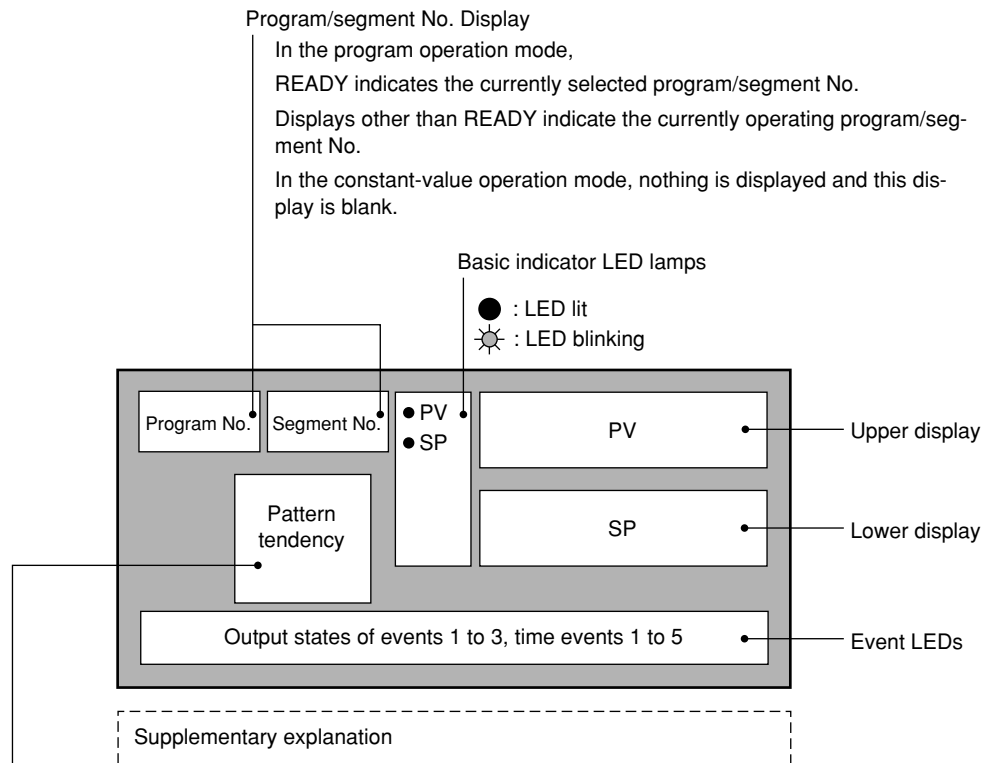 Program/segment No. Display
In the program operation mode,
READY indicates the currently selected program/segment No.
Displays other than READY indicate the currently operating program/seg-
ment No.
In the constant-value operation mode, nothing is displayed and this dis-
play is blank.
Basic indicator LED lamps
: LED lit
: LED blinking
Program No.
Segment No.
PV
SP
PV
Upper display
Pattern
tendency
SP
Lower display
Output states of events 1 to 3, time events 1 to 5
Event LEDs
Supplementary explanation